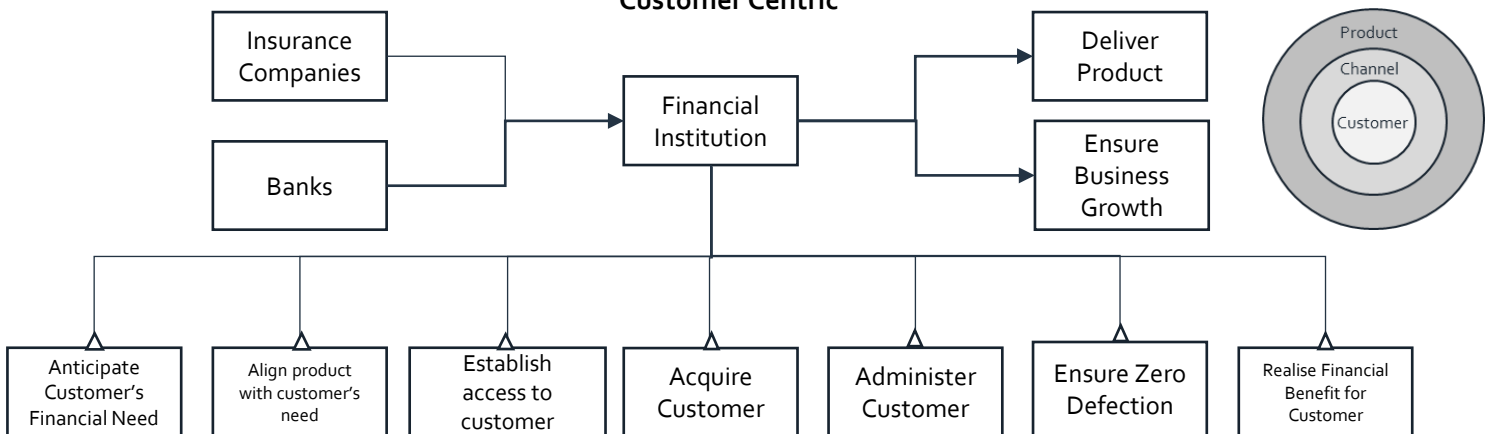 Customer Centric
Insurance
Companies
Banks
Financial
Institution
Deliver
Product
Ensure
Business
Growth
Product
Channel
Customer
Anticipate
Customer's
Financial Need
Align product
with customer's
need
Establish
access to
customer
Acquire
Customer
Administer
Customer
Ensure Zero
Defection
Realise Financial
Benefit for
Customer